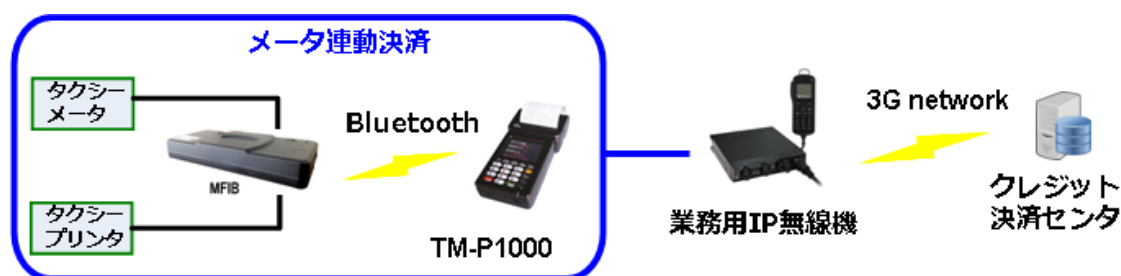 メータ連動決済
タクシー
メータ
MFIB
タクシー
プリンタ
Bluetooth
TM-P1000
業務用IP無線機
3G network
クレジット
決済センタ